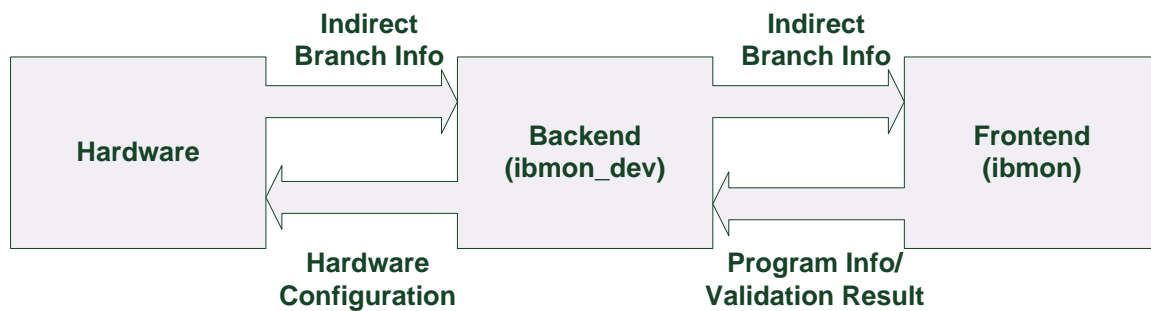 Indirect
Branch Info
Indirect
Branch Info
Hardware
Backend
(ibmon_dev)
Frontend
(ibmon)
Hardware
Configuration
Program Info/
Validation Result